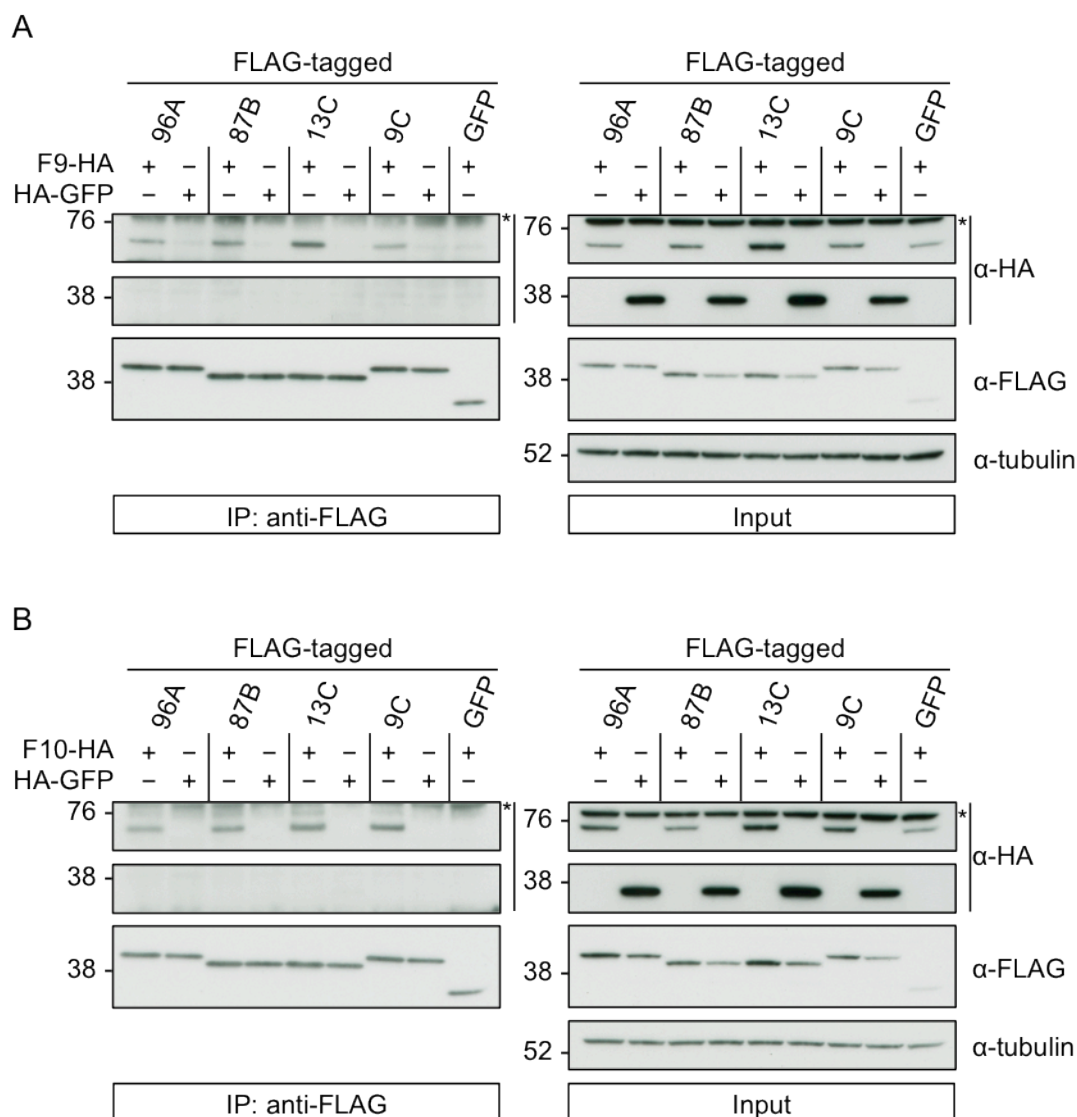 A
FLAG-tagged
96A 87B 13C 9C GFP
F9-HA + – + – + – + – +
HA-GFP – + – + – + – + –
76 *
38
38
IP: anti-FLAG
FLAG-tagged
96A 87B 13C 9C GFP
+ – + – + – + – +
– + – + – + – + –
76 * α-HA
38
38 α-FLAG
52 α-tubulin
Input
B
FLAG-tagged
96A 87B 13C 9C GFP
F10-HA + – + – + – + – +
HA-GFP – + – + – + – + –
76 *
38
38
IP: anti-FLAG
FLAG-tagged
96A 87B 13C 9C GFP
+ – + – + – + – +
– + – + – + – + –
76 * α-HA
38
38 α-FLAG
52 α-tubulin
Input